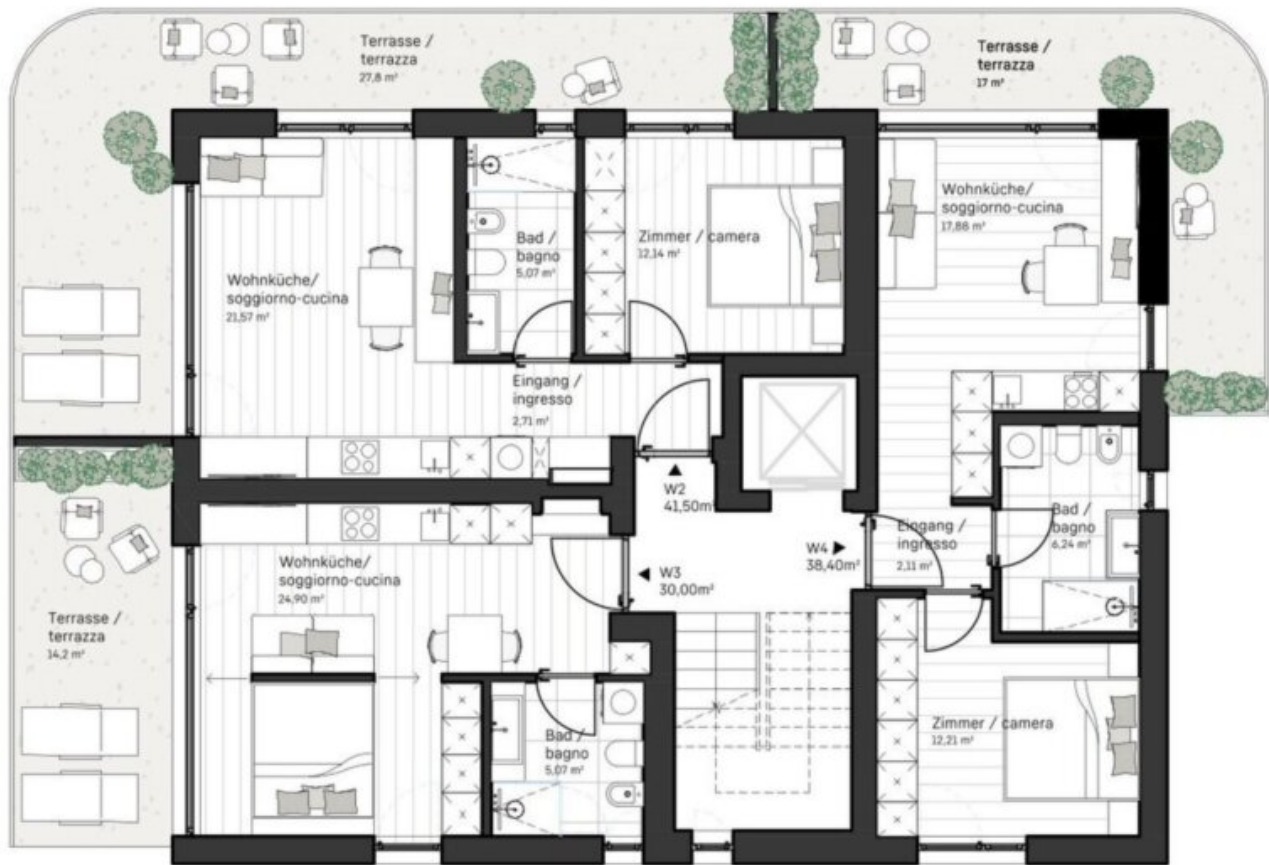 Terrasse /
terrazza
27,8 m²
Terrasse /
terrazza
17 m²
Wohnküche/
soggiorno-cucina
21,57 m²
Bad /
bagno
5,07 m²
Zimmer / camera
12,14 m²
Wohnküche/
soggiorno-cucina
17,88 m²
Eingang /
ingresso
2,71 m²
W2
41,50m²
W4
38,40m²
Eingang /
ingresso
2,11 m²
Bad /
bagno
6,24 m²
W3
30,00m²
Wohnküche/
soggiorno-cucina
24,90 m²
Terrasse /
terrazza
14,2 m²
Bad /
bagno
5,07 m²
Zimmer / camera
12,21 m²